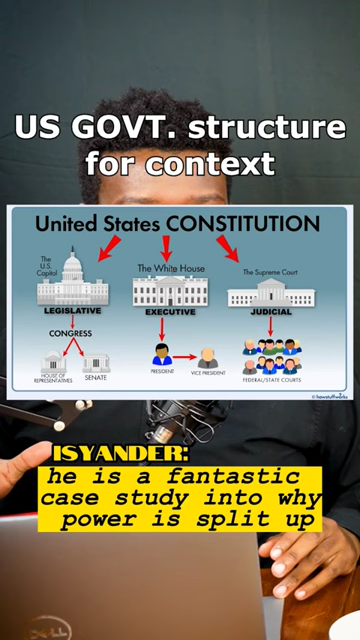 US GOVT. structure
for context
United States CONSTITUTION
The
U.S.
Capitol
The White House
The Supreme Court
LEGISLATIVE
EXECUTIVE
JUDICIAL
CONGRESS
HOUSE OF
REPRESENTATIVES
SENATE
PRESIDENT
VICE PRESIDENT
FEDERAL/STATE COURTS
© howstuffworks
ISYANDER:
he is a fantastic
case study into why
power is split up
DELL